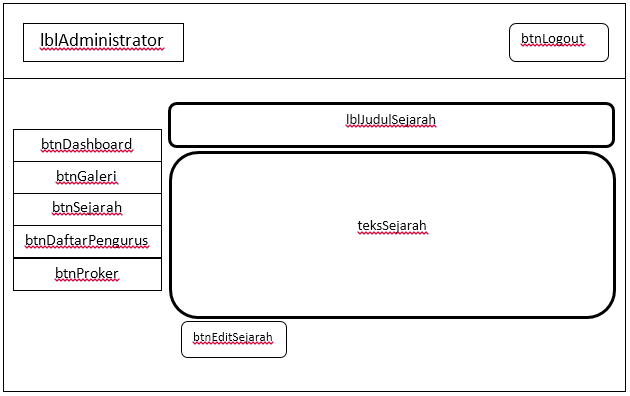 lblAdministrator
btnLogout
lblJudulSejarah
btnDashboard
btnGaleri
btnSejarah
btnDaftarPengurus
btnProker
teksSejarah
btnEditSejarah